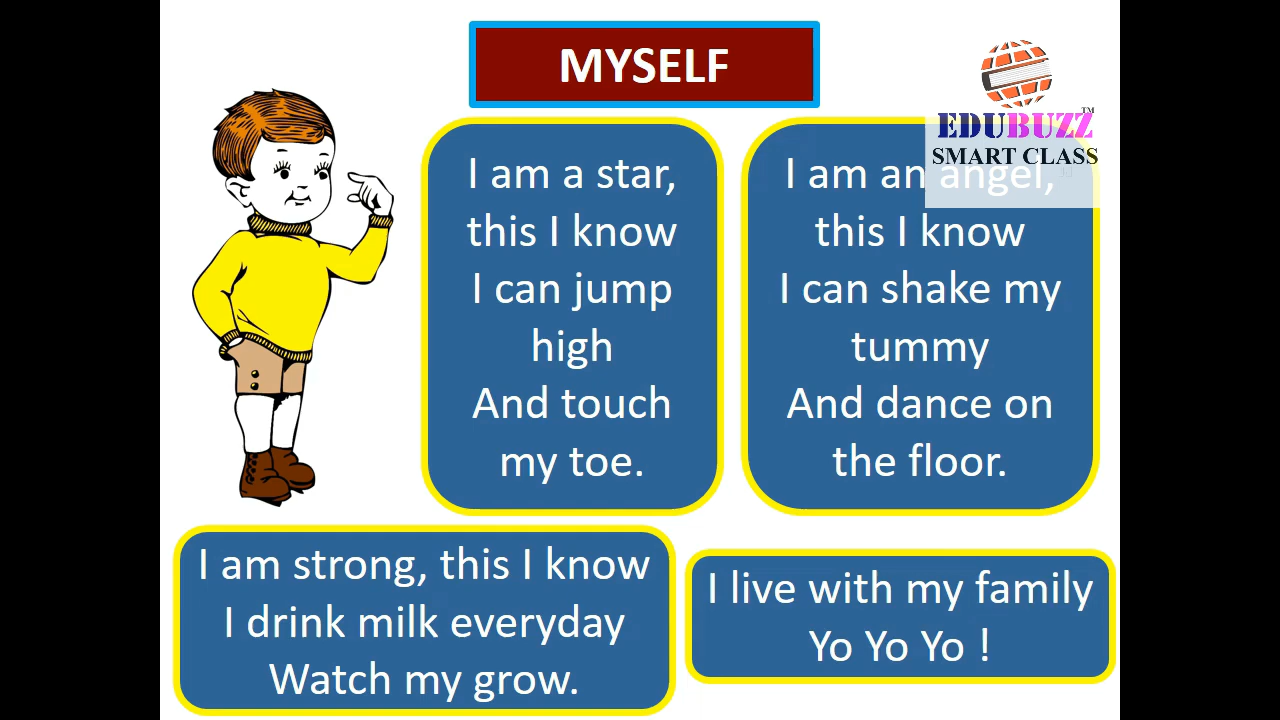 MYSELF
EDUBUZZ™
SMART CLASS
I am a star,
this I know
I can jump
high
And touch
my toe.
I am an angel,
this I know
I can shake my
tummy
And dance on
the floor.
I am strong, this I know
I drink milk everyday
Watch my grow.
I live with my family
Yo Yo Yo !